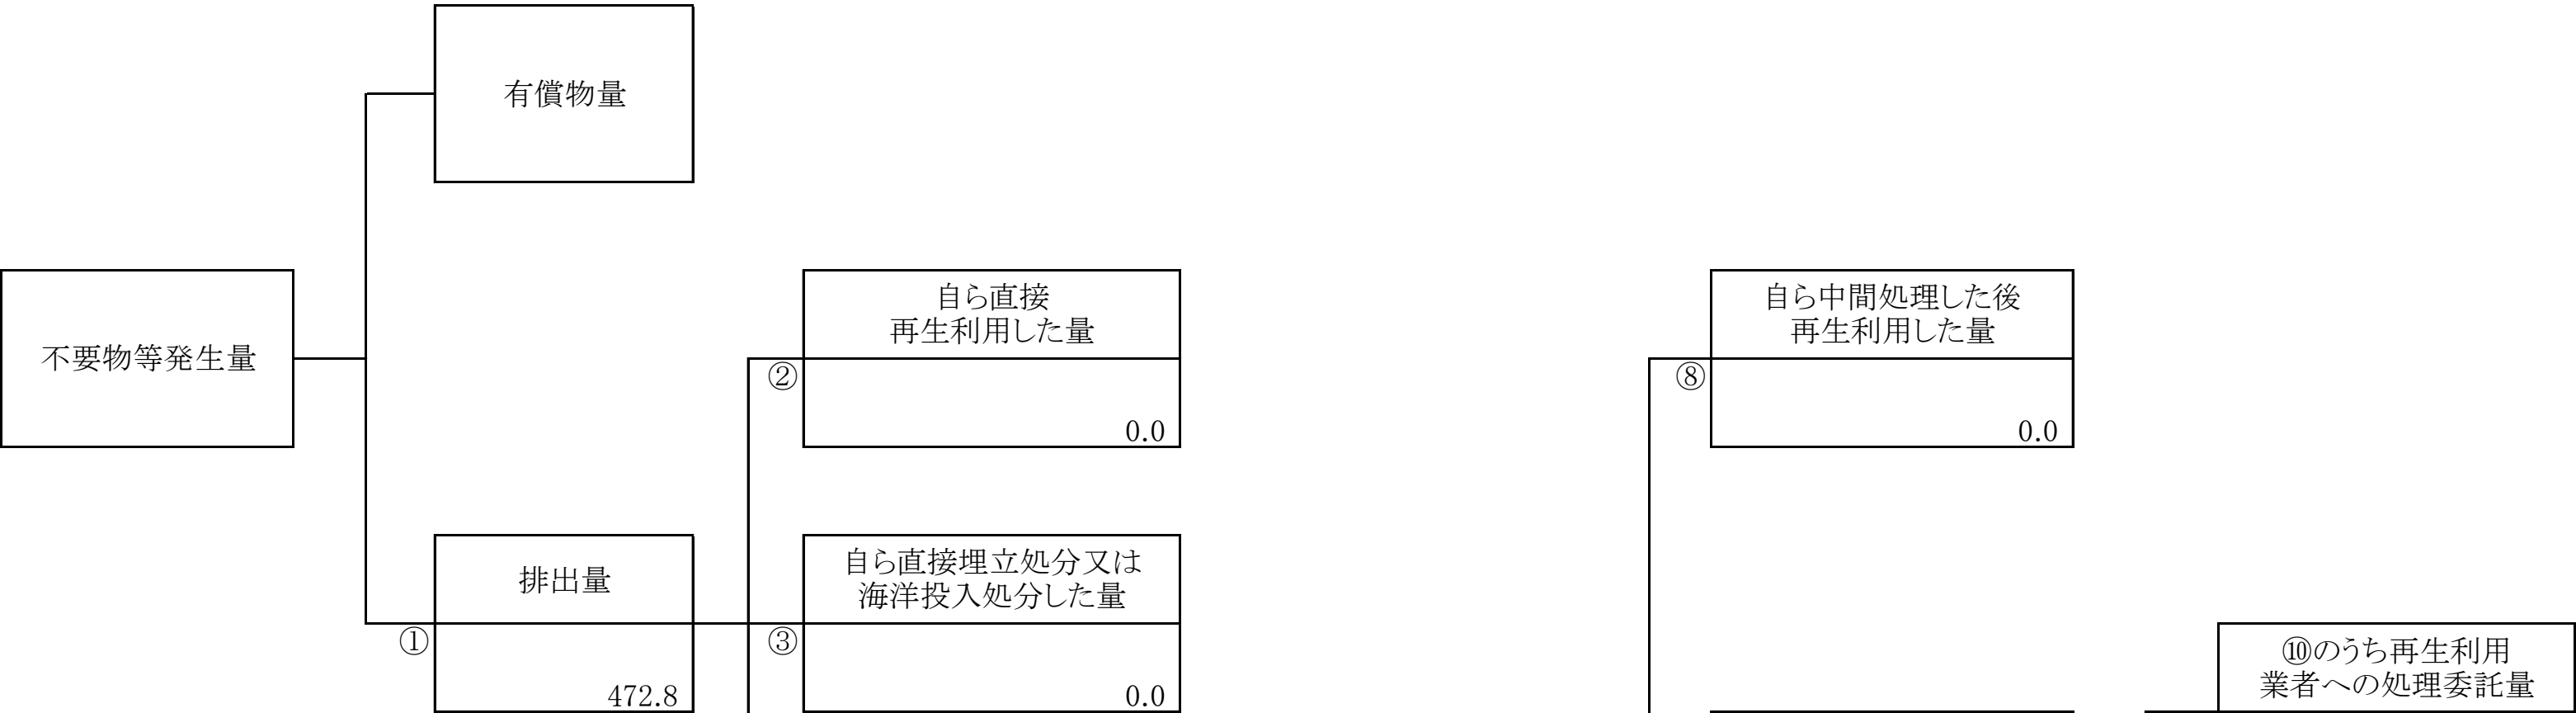 有償物量
不要物等発生量
自ら直接
再生利用した量
②
0.0
自ら中間処理した後
再生利用した量
⑧
0.0
排出量
①
472.8
自ら直接埋立処分又は
海洋投入処分した量
③
0.0
⑩のうち再生利用
業者への処理委託量